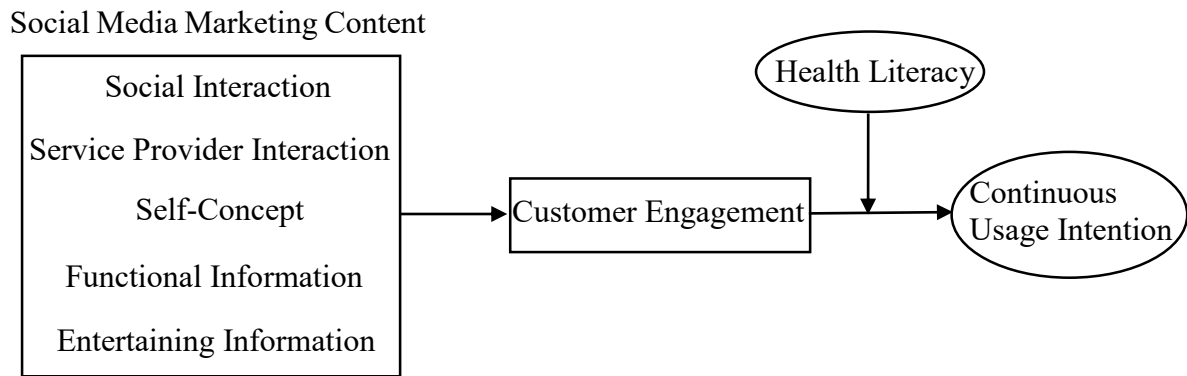 Social Media Marketing Content
Social Interaction
Service Provider Interaction
Self-Concept
Functional Information
Entertaining Information
Customer Engagement
Health Literacy
Continuous
Usage Intention